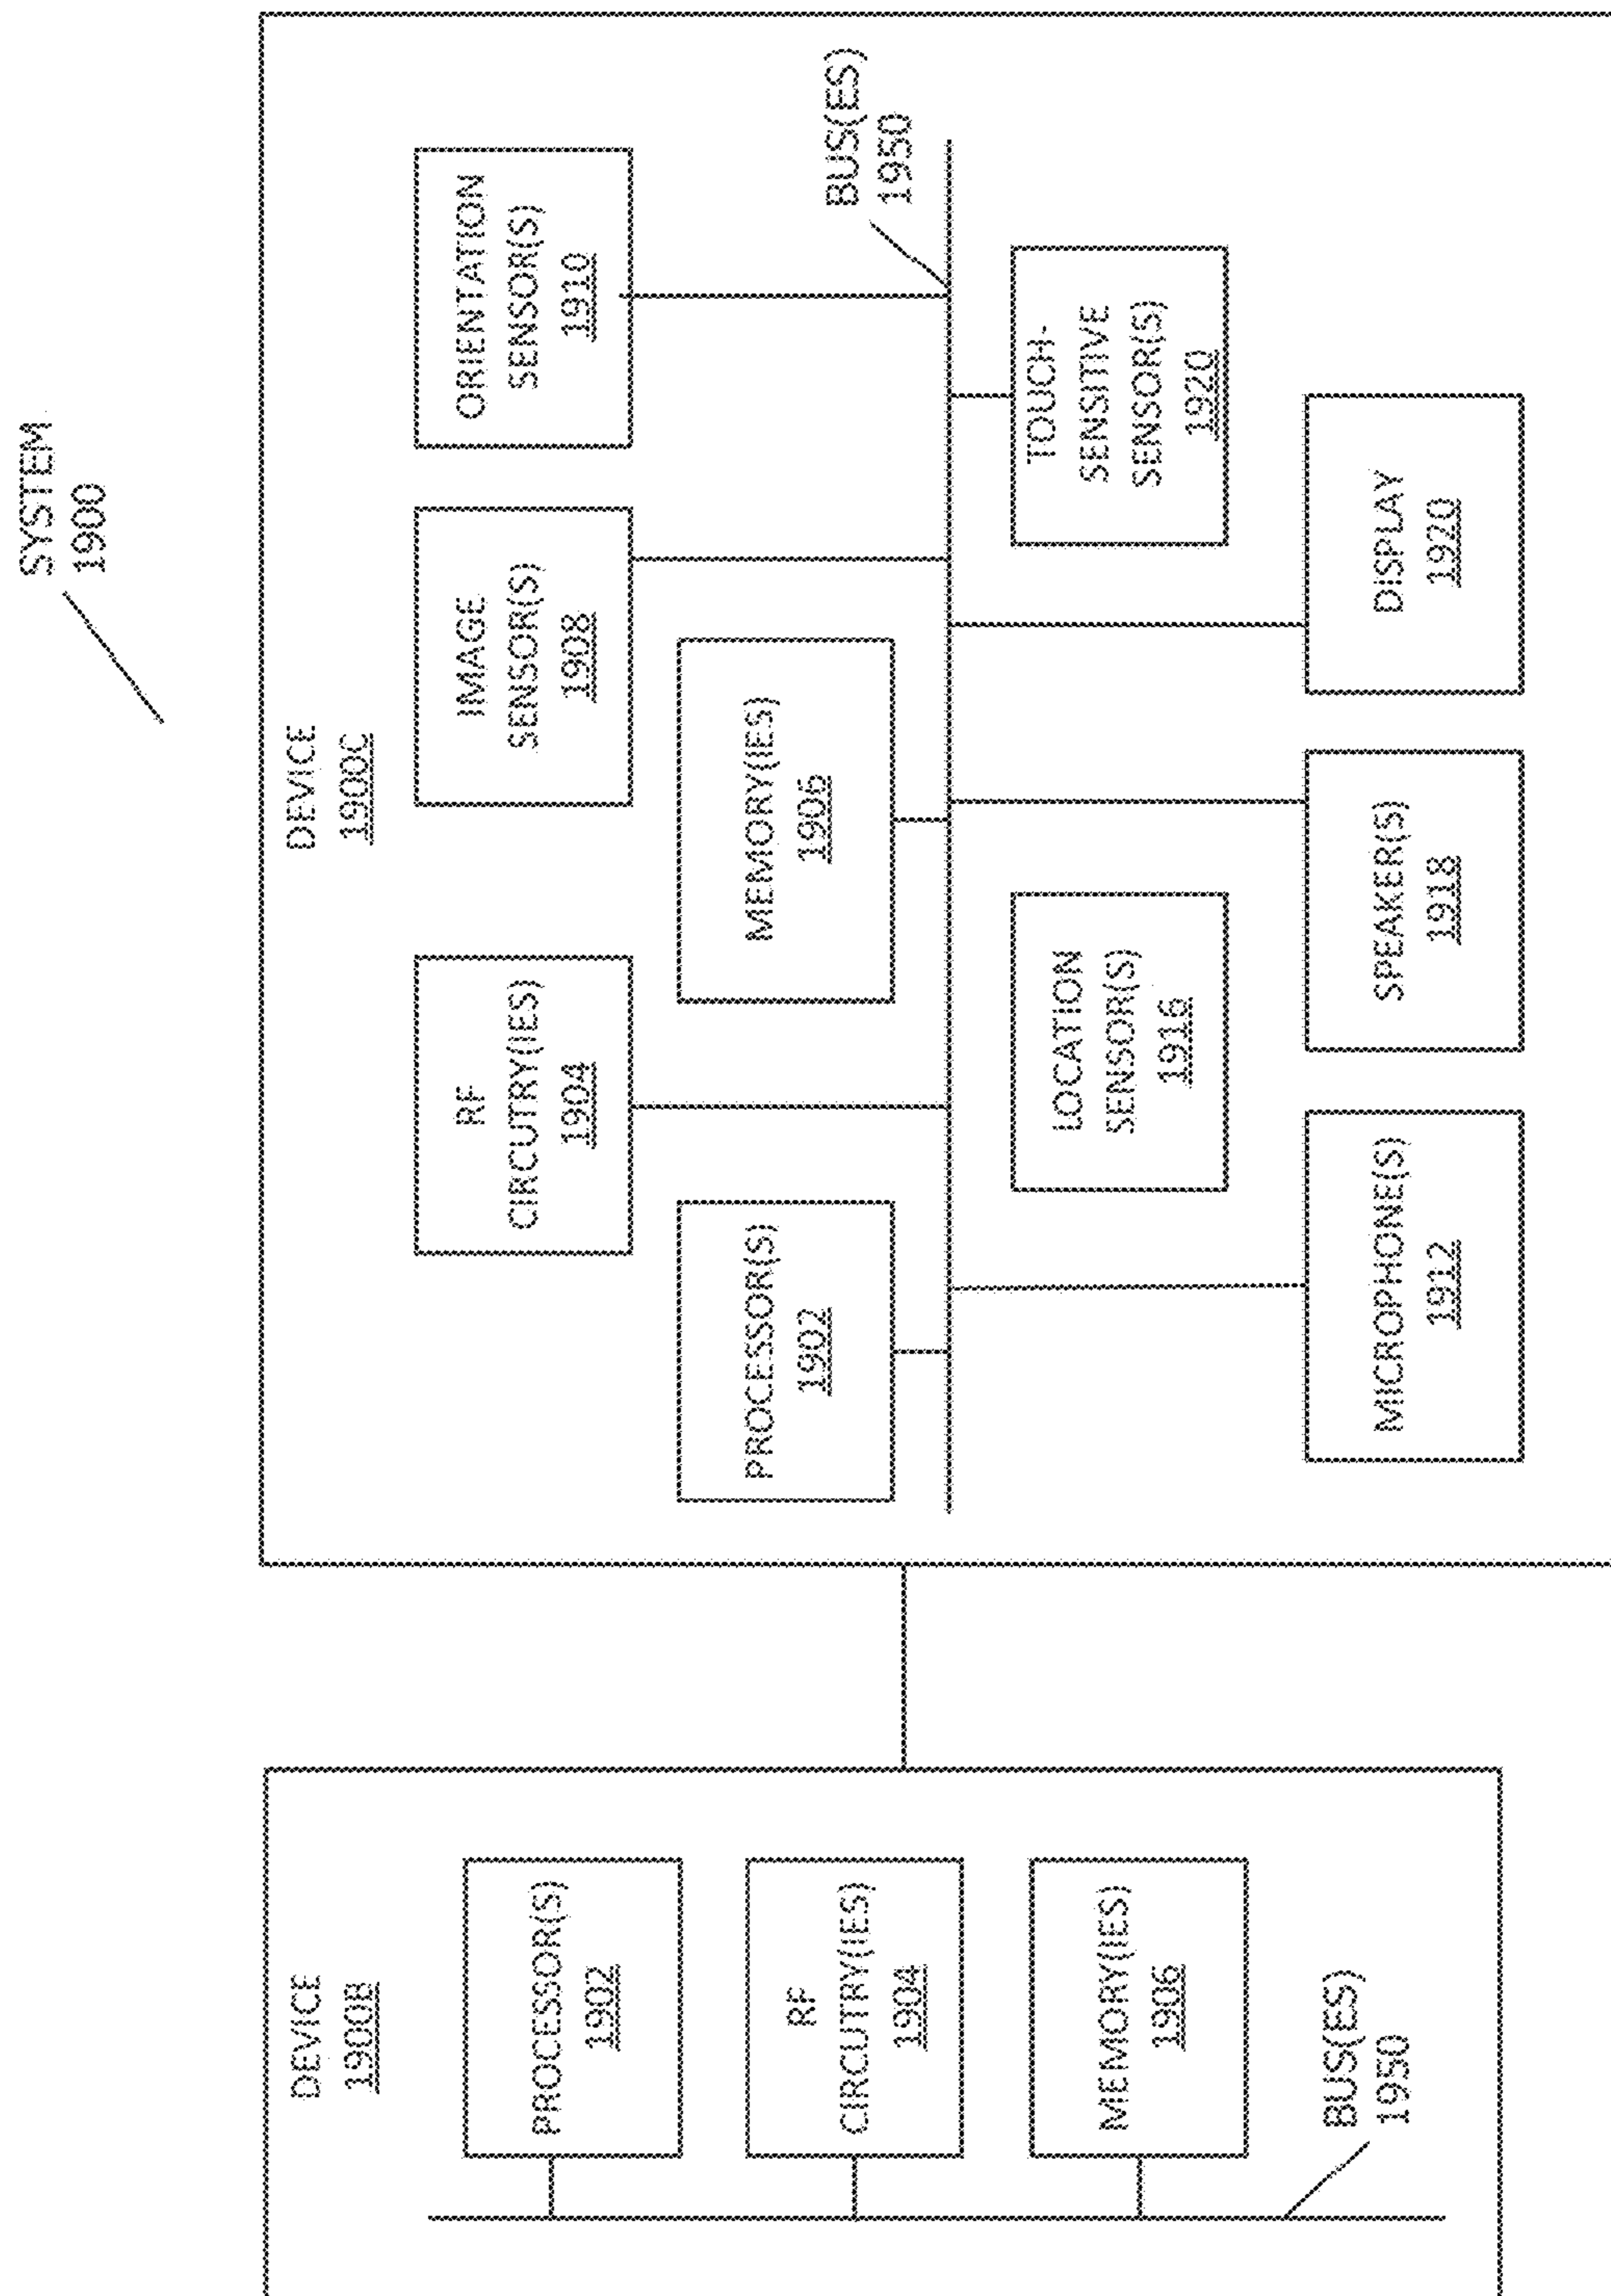 SYSTEM
1900
DEVICE
1900B
PROCESSOR(S)
1902
RF
CIRCUTRY(IES)
1904
MEMORY(IES)
1906
BUS(ES)
1950
DEVICE
1900C
RF
CIRCUTRY(IES)
1904
IMAGE
SENSOR(S)
1908
ORIENTATION
SENSOR(S)
1910
PROCESSOR(S)
1902
MEMORY(IES)
1906
BUS(ES)
1950
LOCATION
SENSOR(S)
1916
TOUCH-
SENSITIVE
SENSOR(S)
1920
MICROPHONE(S)
1912
SPEAKER(S)
1918
DISPLAY
1920